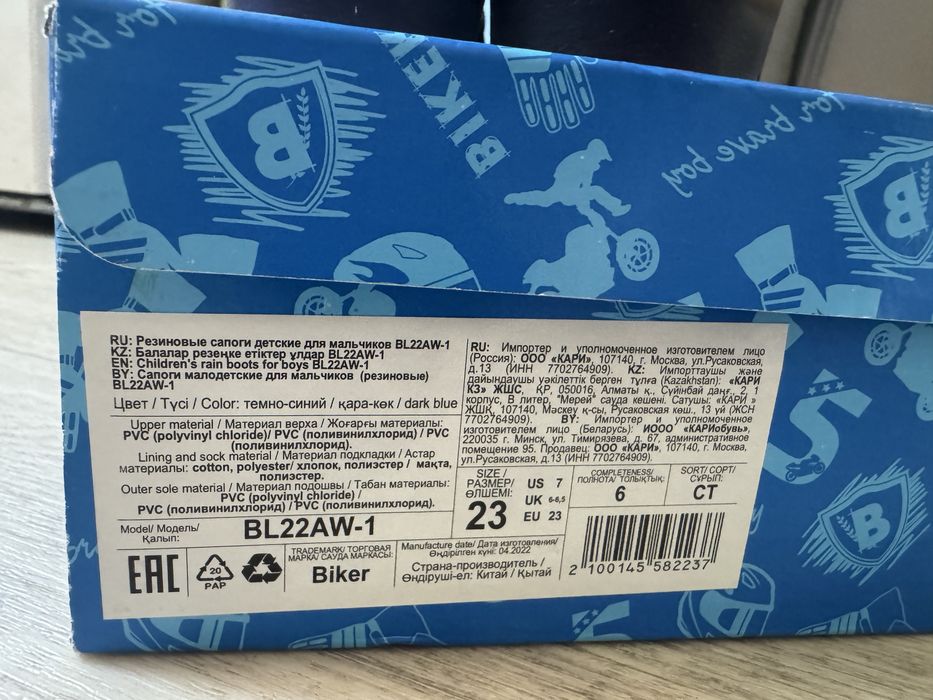 for brave
BIKER
for brave boy
B
B
B
RU: Резиновые сапоги детские для мальчиков BL22AW-1
KZ: Балалар резеңке етіктер ұлдар BL22AW-1
EN: Children's rain boots for boys BL22AW-1
BY: Сапоги малодетские для мальчиков (резиновые)
BL22AW-1
Цвет / Түсі / Color: темно-синий / қара-көк / dark blue
Upper material / Материал верха / Жоғарғы материалы:
PVC (polyvinyl chloride)/ PVC (поливинилхлорид) / PVC
(поливинилхлорид).
Lining and sock material / Материал подкладки / Астар
материалы: cotton, polyester/ хлопок, полиэстер / мақта,
полиэстер.
Outer sole material / Материал подошвы / Табан материалы:
PVC (polyvinyl chloride) /
PVC (поливинилхлорид) / PVC (поливинилхлорид).
Model/ Модель/
Қалып:
BL22AW-1
EAC
20
PAP
TRADEMARK/ ТОРГОВАЯ
МАРКА/ САУДА МАРКАСЫ:
Biker
Manufacture date/ Дата изготовления/
Өндірілген күні: 04.2022
Страна-производитель /
Өндіруші-ел: Китай / Қытай
RU: Импортер и уполномоченное изготовителем лицо
(Россия): ООО «КАРИ», 107140, г. Москва, ул.Русаковская,
д.13 (ИНН 7702764909). KZ: Импорттаушы және
дайындаушы уәкілеттік берген тұлға (Kazakhstan): «КАРИ
КЗ» ЖШС, ҚР, 050016, Алматы қ., Сүйінбай даңғ., 2, 1
корпус, В литер, "Мерей" сауда кешені. Сатушы: «КАРИ »
ЖШҚ, 107140, Мәскеу қ-сы, Русаковская көш., 13 үй (ЖСН
7702764909). BY: Импортер и уполномоченное
изготовителем лицо (Беларусь): ИООО «КАРИобувь»,
220035 г. Минск, ул. Тимирязева, д. 67, административное
помещение 95. Продавец: ООО «КАРИ», 107140, г. Москва,
ул.Русаковская, д.13 (ИНН 7702764909).
SIZE /
РАЗМЕР/
ӨЛШЕМІ:
23
US 7
UK 6-6,5
EU 23
COMPLETENESS/
ПОЛНОТА/ ТОЛЫҚТЫҚ:
6
SORT/ СОРТ/
СҰРЫП:
СТ
2 100145 582237